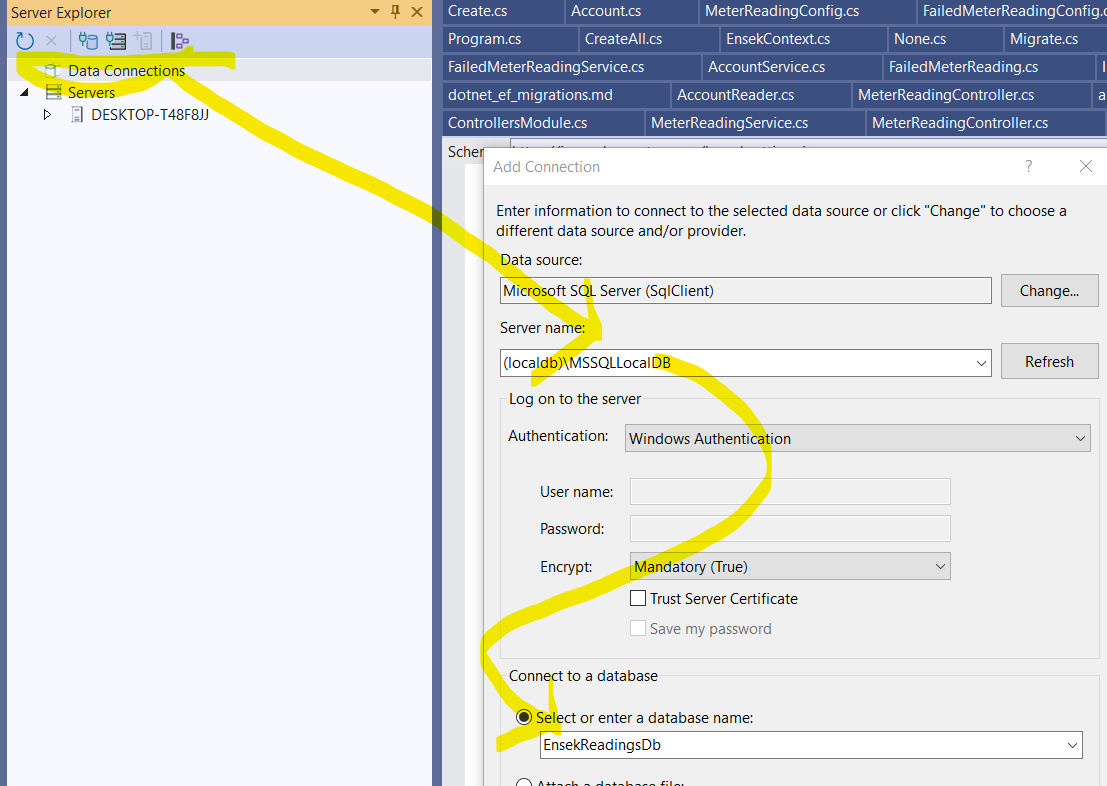 Server Explorer
Data Connections
Servers
DESKTOP-T48F8JJ
Create.cs Account.cs MeterReadingConfig.cs FailedMeterReadingConfig.
Program.cs CreateAll.cs EnsekContext.cs None.cs Migrate.cs
FailedMeterReadingService.cs AccountService.cs FailedMeterReading.cs
dotnet_ef_migrations.md AccountReader.cs MeterReadingController.cs a
ControllersModule.cs MeterReadingService.cs MeterReadingController.cs
Add Connection ?
Enter information to connect to the selected data source or click "Change" to choose a
different data source and/or provider.
Data source:
Microsoft SQL Server (SqlClient) Change...
Server name:
(localdb)\MSSQLLocalDB Refresh
Log on to the server
Authentication: Windows Authentication
User name:
Password:
Encrypt: Mandatory (True)
Trust Server Certificate
Save my password
Connect to a database
Select or enter a database name:
EnsekReadingsDb
Attach a database file: